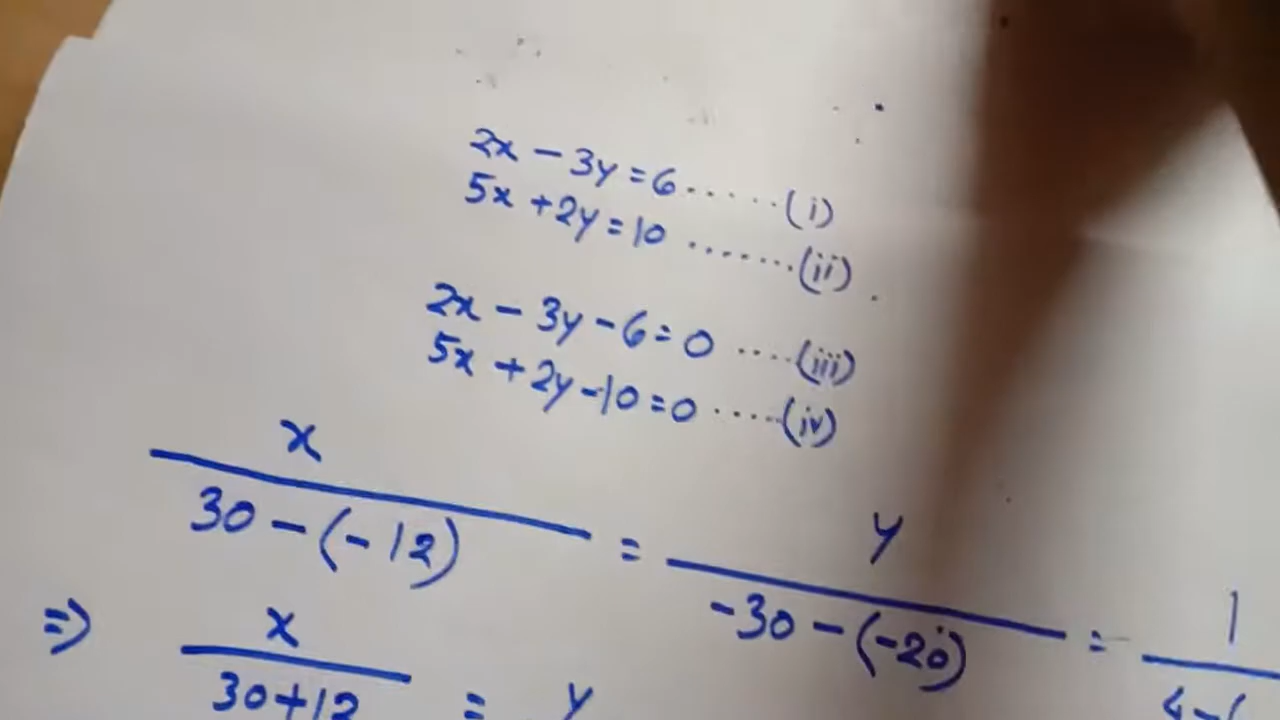 2x - 3y = 6 ...... (i)
5x + 2y = 10 ....... (ii)
2x - 3y - 6 = 0 .... (iii)
5x + 2y - 10 = 0 ..... (iv)
x / 30 - (-12) = y / -30 - (-20) = 1 / 4 - (
=> x / 30 + 12 = y